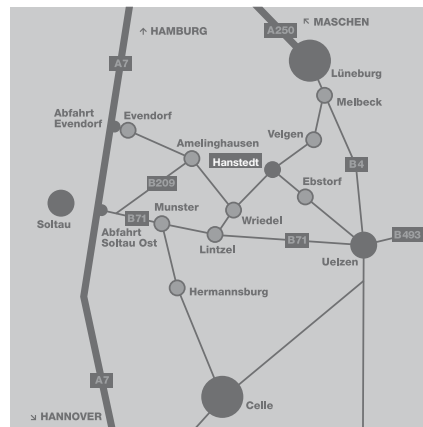 ↖ MASCHEN
A250
↑ HAMBURG
A7
Lüneburg
Melbeck
Abfahrt
Evendorf
Evendorf
Velgen
Amelinghausen
Hanstedt
B4
B209
Ebstorf
Soltau
B71
Munster
Wriedel
Abfahrt
Soltau Ost
Lintzel
B71
B493
Uelzen
Hermannsburg
A7
Celle
↘ HANNOVER